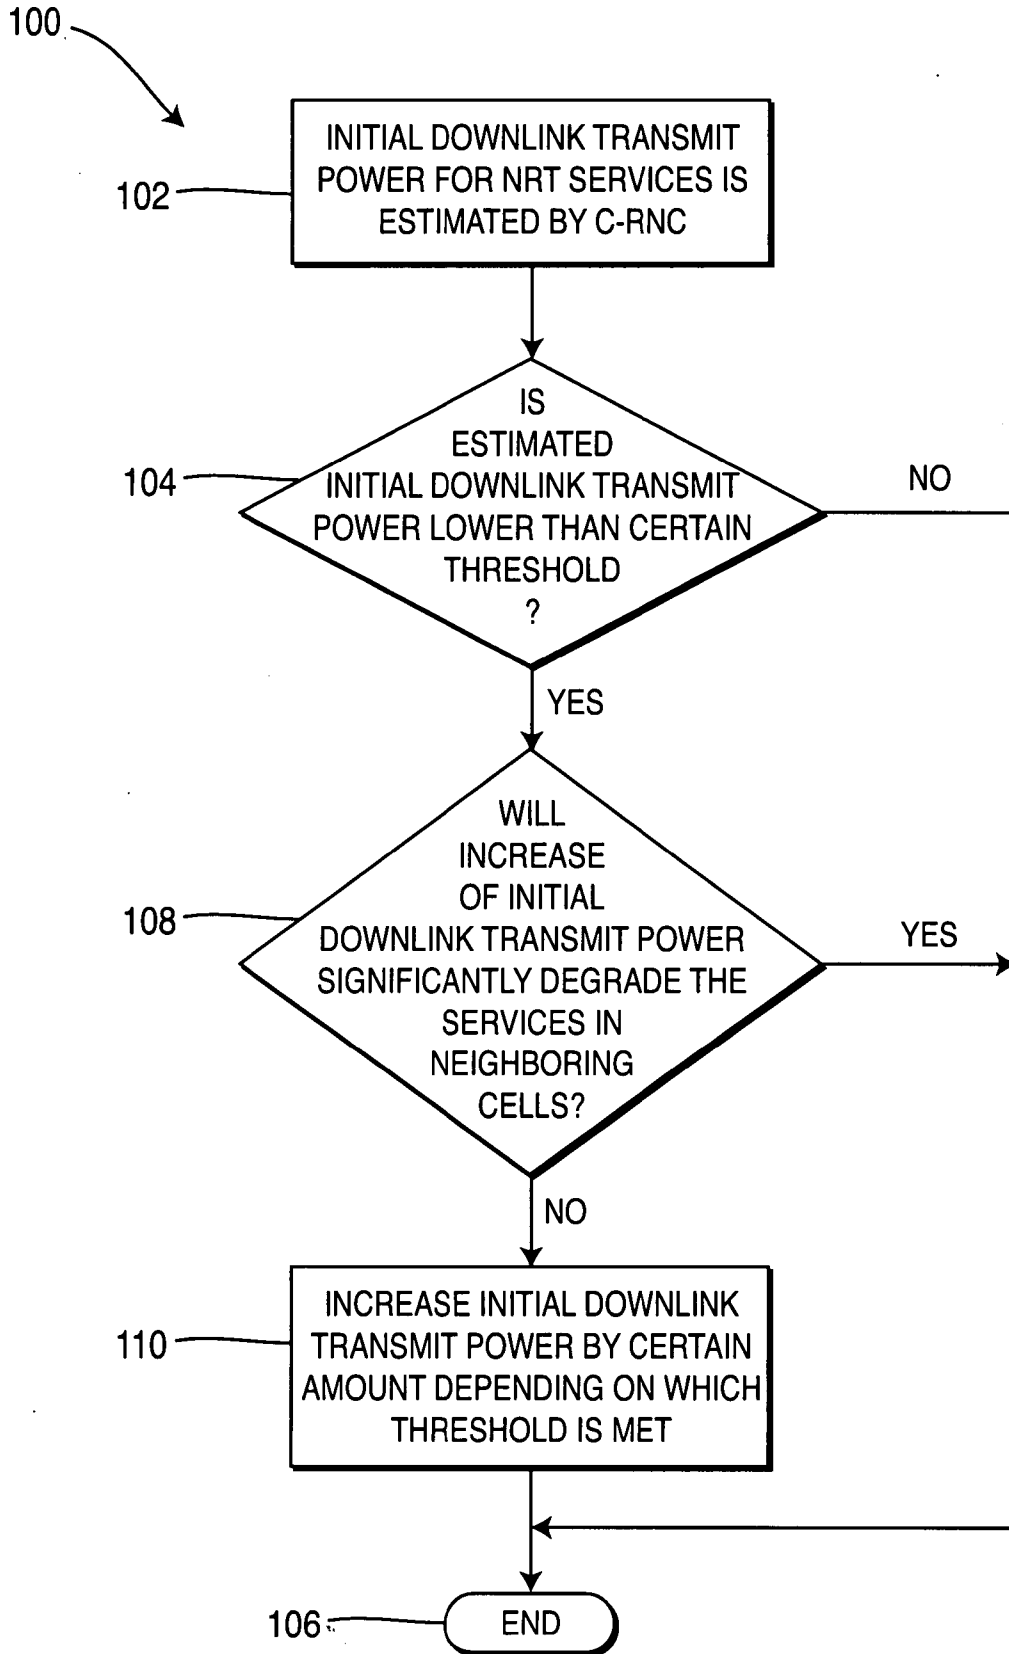 100
INITIAL DOWNLINK TRANSMIT
POWER FOR NRT SERVICES IS
ESTIMATED BY C-RNC
102
IS
ESTIMATED
INITIAL DOWNLINK TRANSMIT
POWER LOWER THAN CERTAIN
THRESHOLD
?
104
NO
YES
WILL
INCREASE
OF INITIAL
DOWNLINK TRANSMIT POWER
SIGNIFICANTLY DEGRADE THE
SERVICES IN
NEIGHBORING
CELLS?
108
YES
NO
INCREASE INITIAL DOWNLINK
TRANSMIT POWER BY CERTAIN
AMOUNT DEPENDING ON WHICH
THRESHOLD IS MET
110
106
END